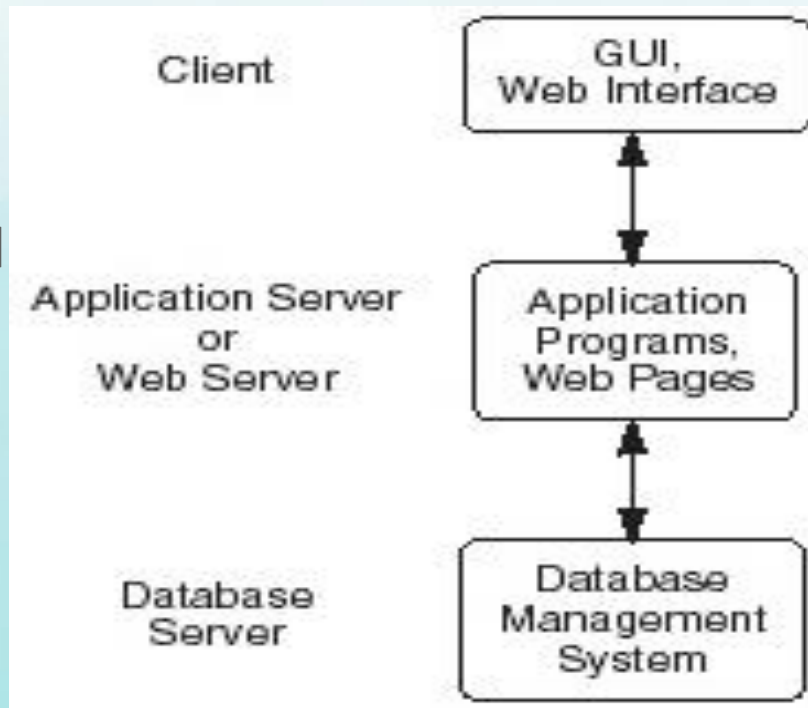 Client
GUI,
Web Interface
Application Server
or
Web Server
Application
Programs,
Web Pages
Database
Server
Database
Management
System